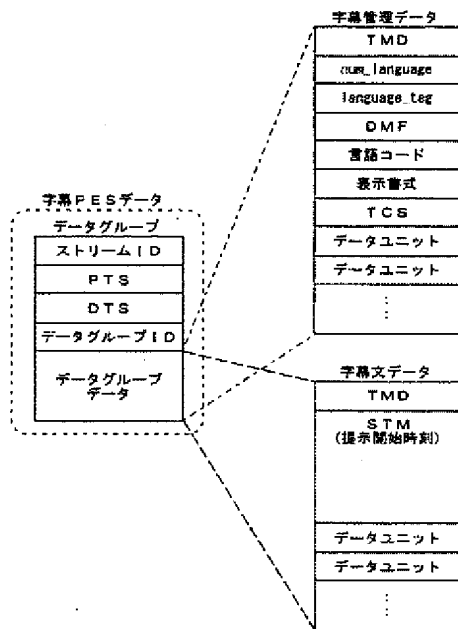 字幕管理データ
TMD
num_language
language_tag
DMF
言語コード
表示書式
TCS
データユニット
データユニット
⋮
字幕PESデータ
データグループ
ストリームID
PTS
DTS
データグループID
データグループ
データ
字幕文データ
TMD
STM
(提示開始時刻)
データユニット
データユニット
⋮